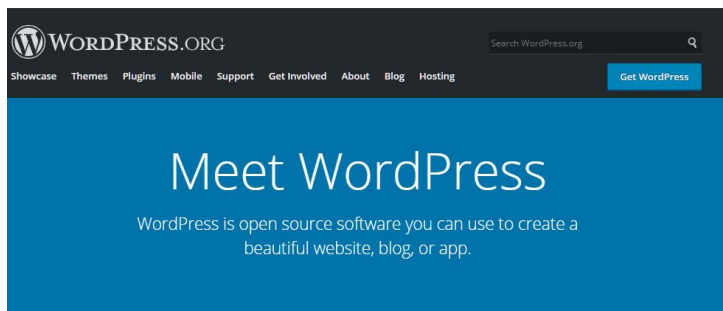 WORDPRESS.ORG
Search WordPress.org
Showcase Themes Plugins Mobile Support Get Involved About Blog Hosting
Get WordPress
Meet WordPress
WordPress is open source software you can use to create a
beautiful website, blog, or app.